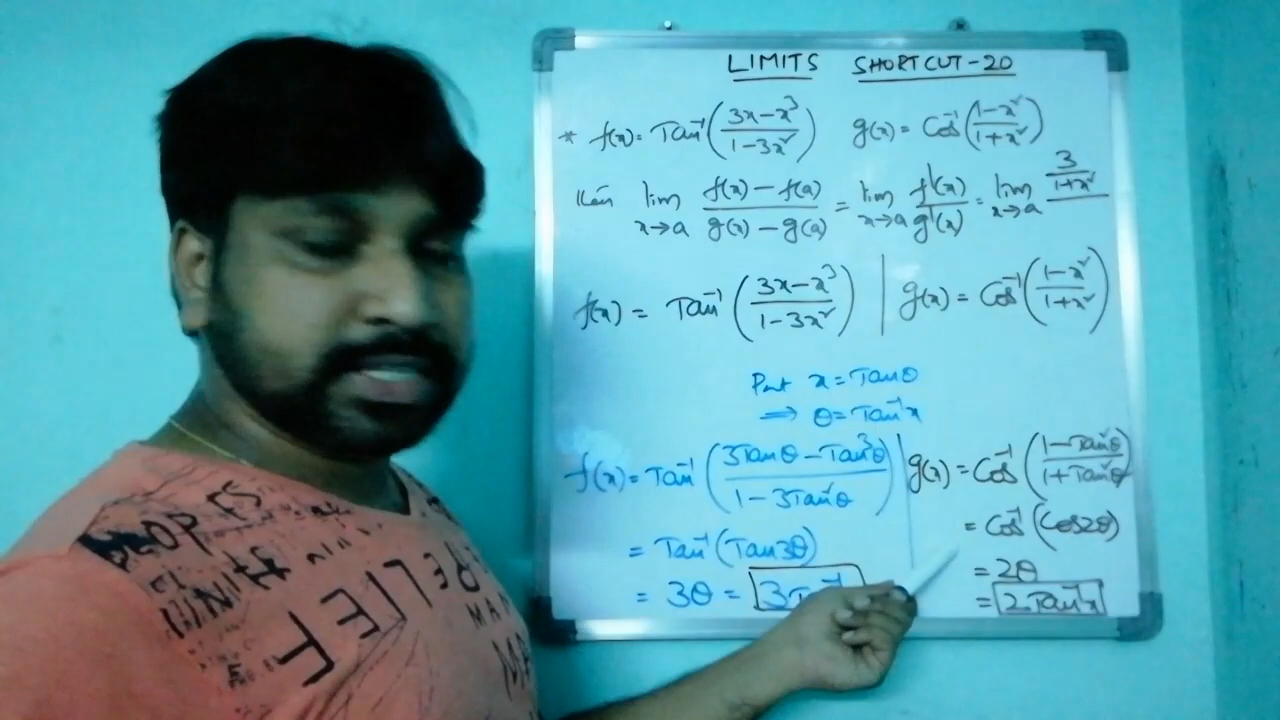 LIMITS SHORTCUT-20
* f(x) = Tan⁻¹((3x-x³)/(1-3x²)) g(x) = Cos⁻¹((1-x²)/(1+x²))
lim x→a (f(x)-f(a))/(g(x)-g(a)) = lim x→a f'(x)/g'(x) = lim x→a (3/(1+x²))/
f(x) = Tan⁻¹((3x-x³)/(1-3x²)) | g(x) = Cos⁻¹((1-x²)/(1+x²))
Put x = Tanθ
⇒ θ = Tan⁻¹x
f(x) = Tan⁻¹((3Tanθ-Tan³θ)/(1-3Tan²θ)) | g(x) = Cos⁻¹((1-Tan²θ)/(1+Tan²θ))
= Tan⁻¹(Tan3θ) = Cos⁻¹(Cos2θ)
= 3θ = 3 = 2θ
= 2Tan⁻¹x
DROP
RELIE